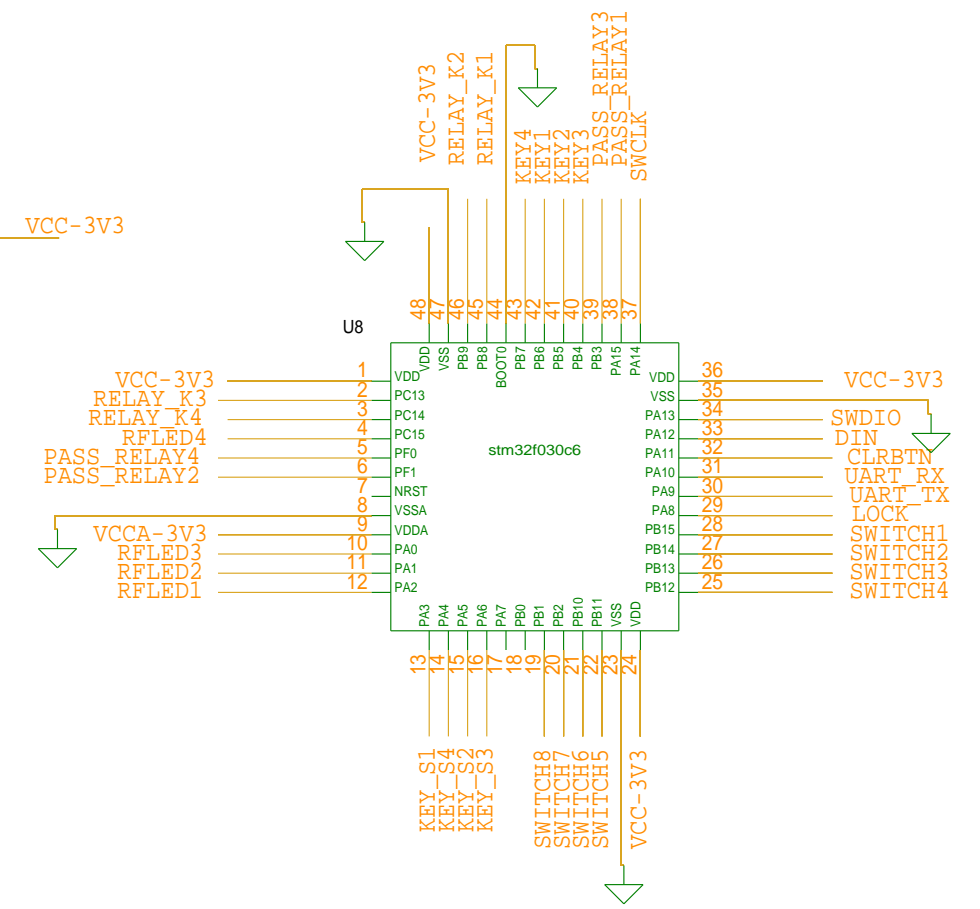 VCC-3V3
RELAY_K2
RELAY_K1
KEY4
KEY1
KEY2
KEY3
PASS_RELAY3
PASS_RELAY1
SWCLK
VCC-3V3
U8
48
47
46
45
44
43
42
41
40
39
38
37
VDD
VSS
PB9
PB8
BOOT0
PB7
PB6
PB5
PB4
PB3
PA15
PA14
stm32f030c6
VCC-3V3 1 VDD
RELAY_K3 2 PC13
RELAY_K4 3 PC14
RFLED4 4 PC15
PASS_RELAY4 5 PF0
PASS_RELAY2 6 PF1
7 NRST
8 VSSA
VCCA-3V3 9 VDDA
RFLED3 10 PA0
RFLED2 11 PA1
RFLED1 12 PA2
VDD 36 VCC-3V3
VSS 35
PA13 34 SWDIO
PA12 33 DIN
PA11 32 CLRBTN
PA10 31 UART_RX
PA9 30 UART_TX
PA8 29 LOCK
PB15 28 SWITCH1
PB14 27 SWITCH2
PB13 26 SWITCH3
PB12 25 SWITCH4
PA3
PA4
PA5
PA6
PA7
PB0
PB1
PB2
PB10
PB11
VSS
VDD
13
14
15
16
17
18
19
20
21
22
23
24
KEY_S1
KEY_S4
KEY_S2
KEY_S3
SWITCH8
SWITCH7
SWITCH6
SWITCH5
VCC-3V3